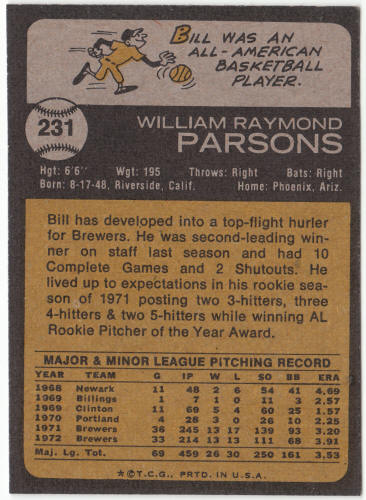 BILL WAS AN
ALL-AMERICAN
BASKETBALL
PLAYER.
231
WILLIAM RAYMOND
PARSONS
Hgt: 6'6" Wgt: 195 Throws: Right Bats: Right
Born: 8-17-48, Riverside, Calif. Home: Phoenix, Ariz.
Bill has developed into a top-flight hurler
for Brewers. He was second-leading win-
ner on staff last season and had 10
Complete Games and 2 Shutouts. He
lived up to expectations in his rookie sea-
son of 1971 posting two 3-hitters, three
4-hitters & two 5-hitters while winning AL
Rookie Pitcher of the Year Award.
MAJOR & MINOR LEAGUE PITCHING RECORD
YEAR TEAM G IP W L SO BB ERA
1968 Newark 11 48 2 6 54 41 4.69
1969 Billings 1 7 1 0 11 3 2.57
1969 Clinton 11 69 5 4 60 25 1.57
1970 Portland 4 28 3 0 26 10 2.25
1971 Brewers 36 245 13 17 139 93 3.20
1972 Brewers 33 214 13 13 111 68 3.91
Maj. Lg. Tot. 69 459 26 30 250 161 3.53
*©T.C.G., PRTD. IN U.S.A.